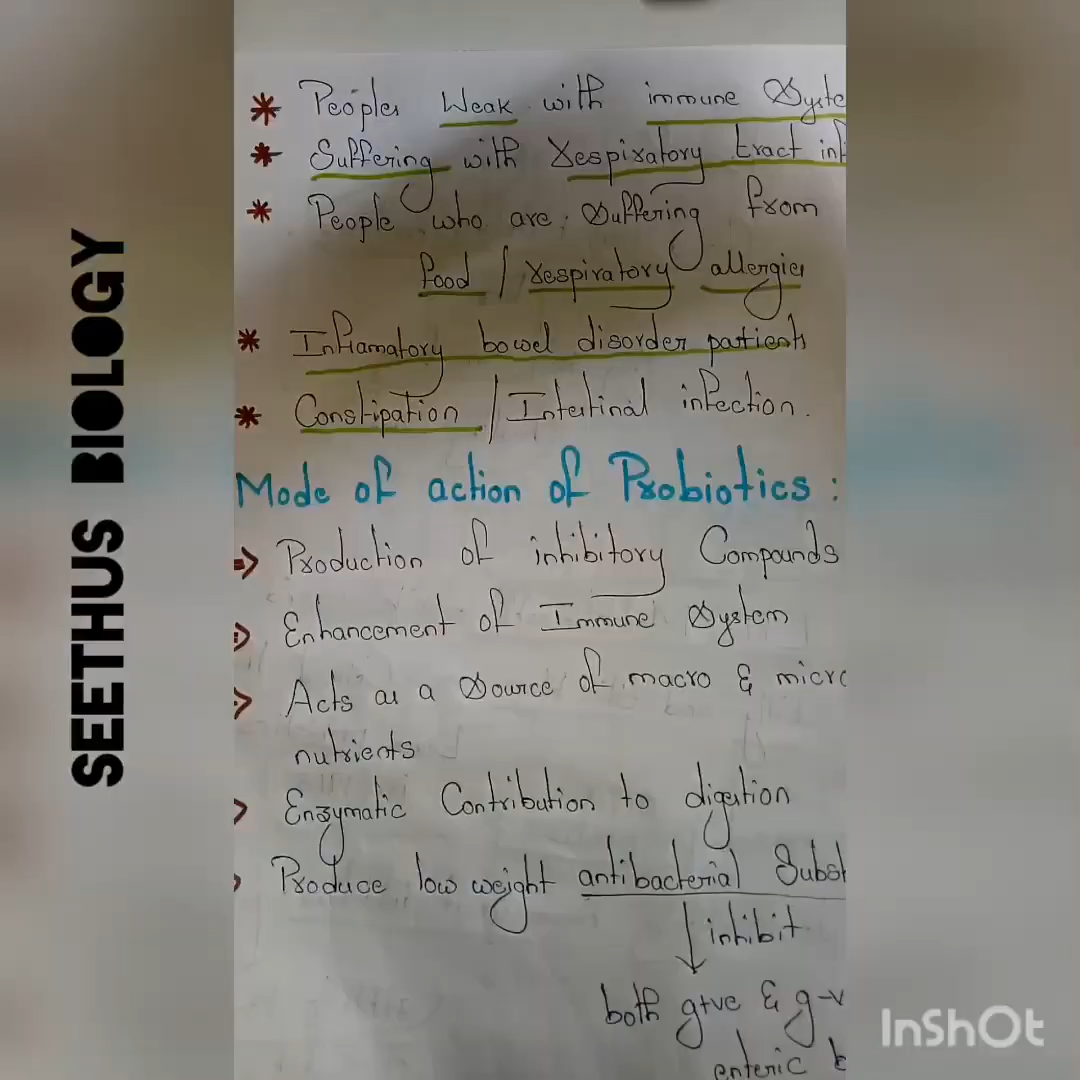 SEETHUS BIOLOGY
* Peoples Weak with immune Syste
* Suffering with respiratory tract inf
* People who are Suffering from
food / respiratory allergies
* Inflamatory bowel disorder patients
* Constipation / Intestinal infection.
Mode of action of Probiotics :
⇒ Production of inhibitory Compounds
Enhancement of Immune System
Acts as a Source of macro & micro
nutrients
Enzymatic Contribution to digestion
Produce low weight antibacterial Subst
↓ inhibit
both g+ve & g-v
enteric b
InShOt